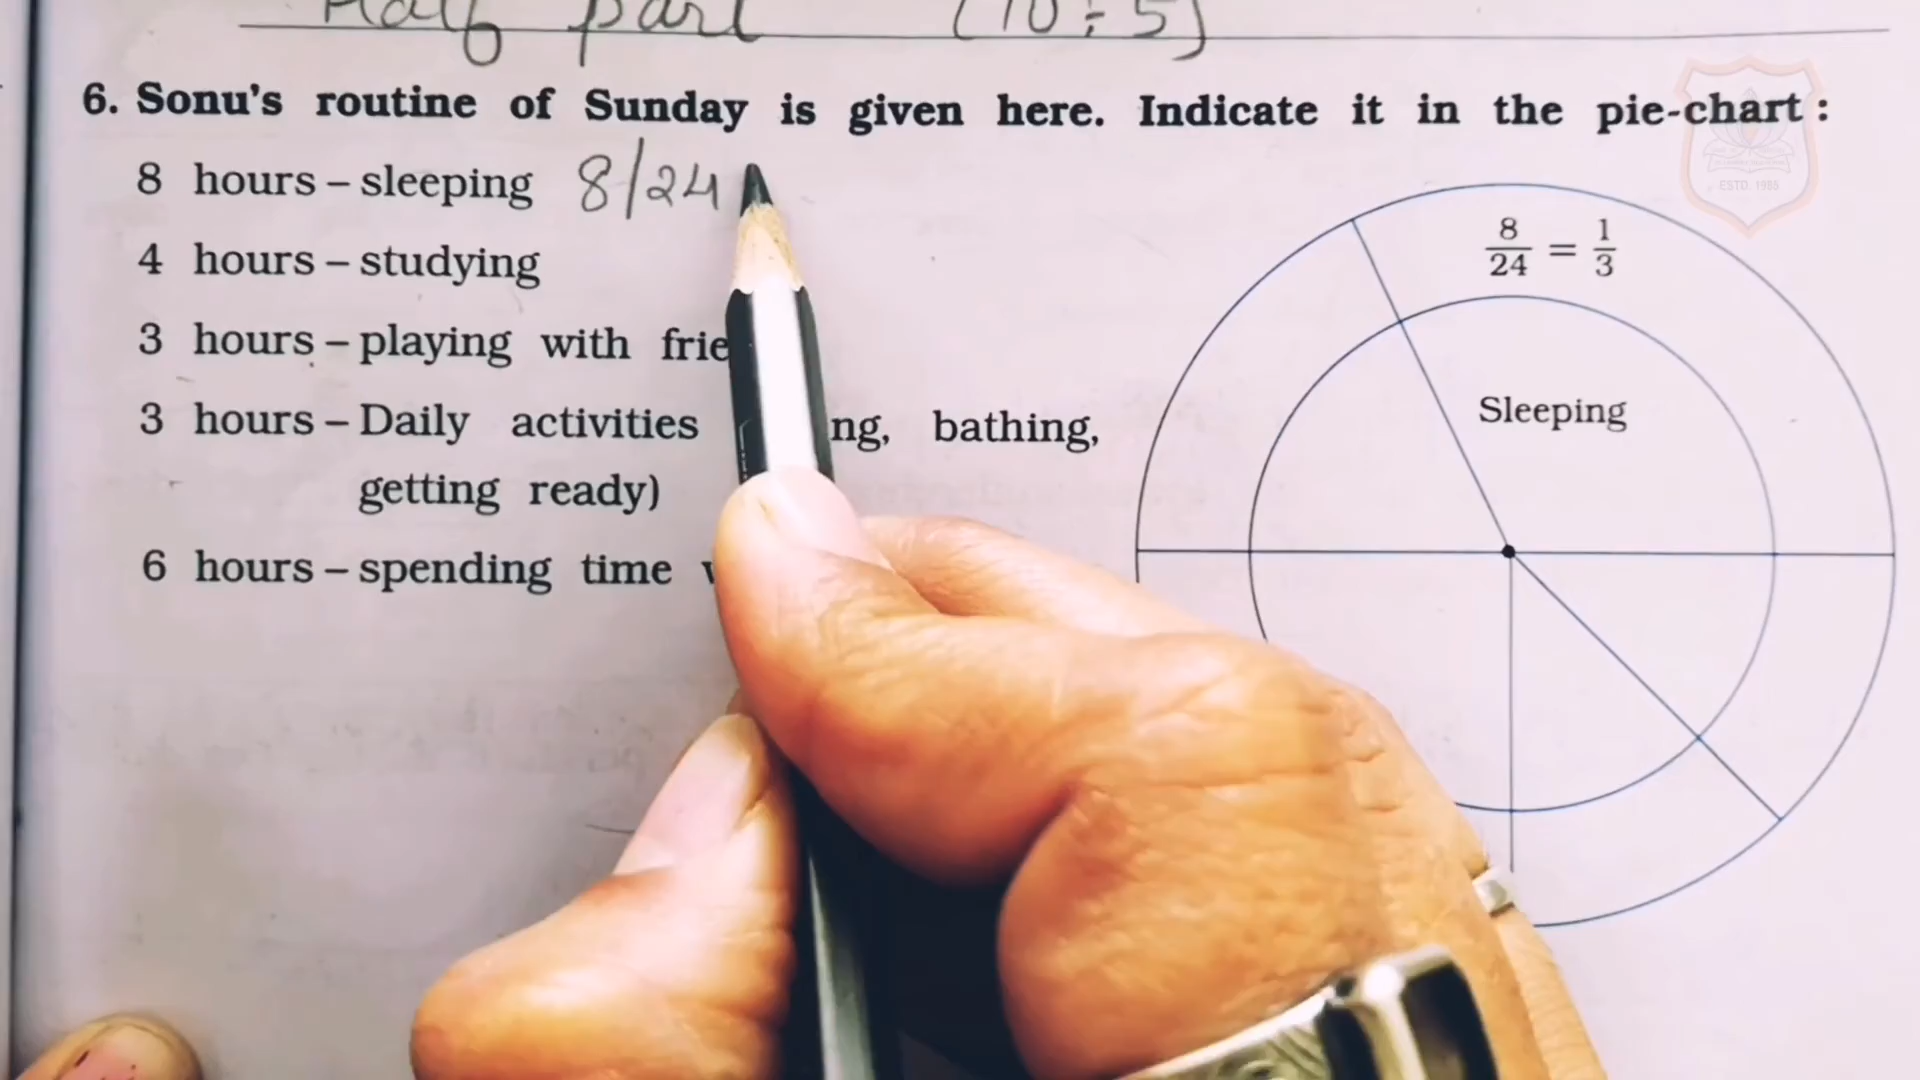 Half part (10 ÷ 5)
6. Sonu's routine of Sunday is given here. Indicate it in the pie-chart :
8 hours – sleeping 8/24
4 hours – studying
3 hours – playing with frie
3 hours – Daily activities ng, bathing,
getting ready)
6 hours – spending time
8/24 = 1/3
Sleeping
ESTD. 1985